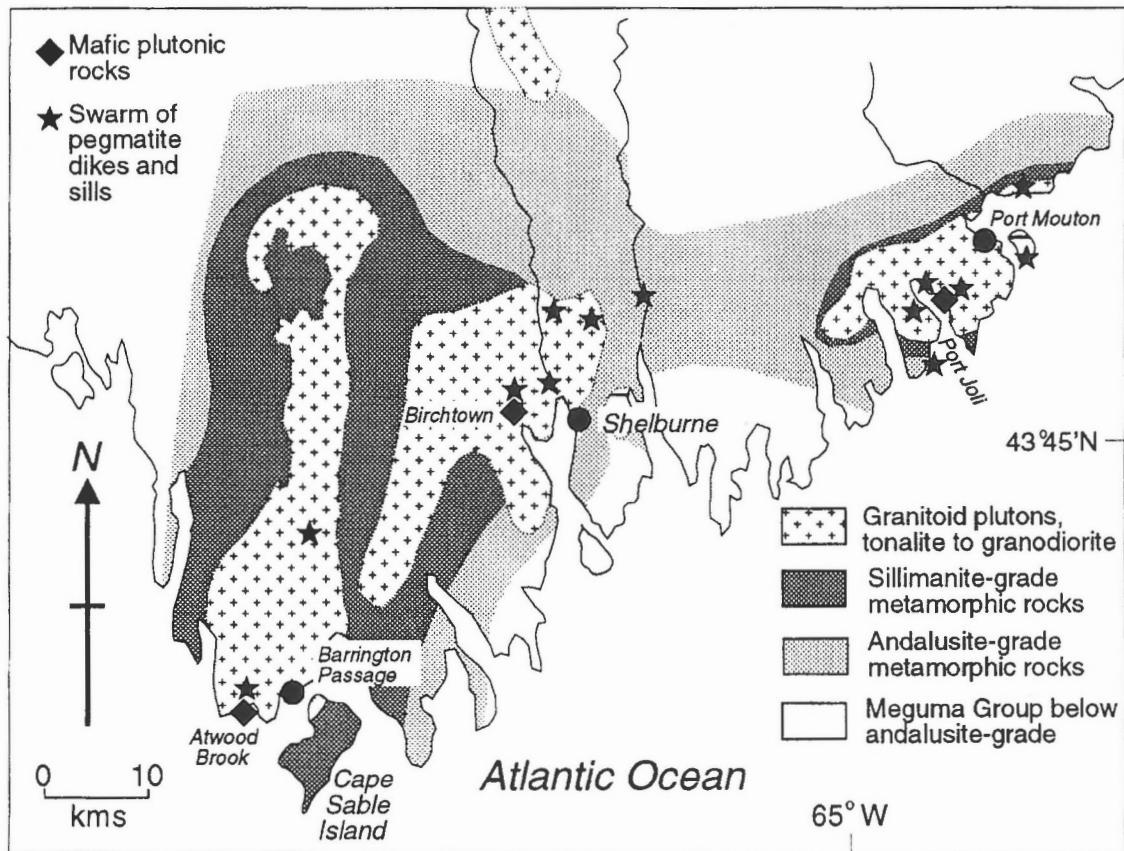 Mafic plutonic
rocks
Swarm of
pegmatite
dikes and
sills
Port Mouton
Port Joli
Birchtown
Shelburne
43°45'N
N
Granitoid plutons,
tonalite to granodiorite
Sillimanite-grade
metamorphic rocks
Andalusite-grade
metamorphic rocks
Meguma Group below
andalusite-grade
Barrington
Passage
Atwood
Brook
0 10
kms
Cape
Sable
Island
Atlantic Ocean
65° W